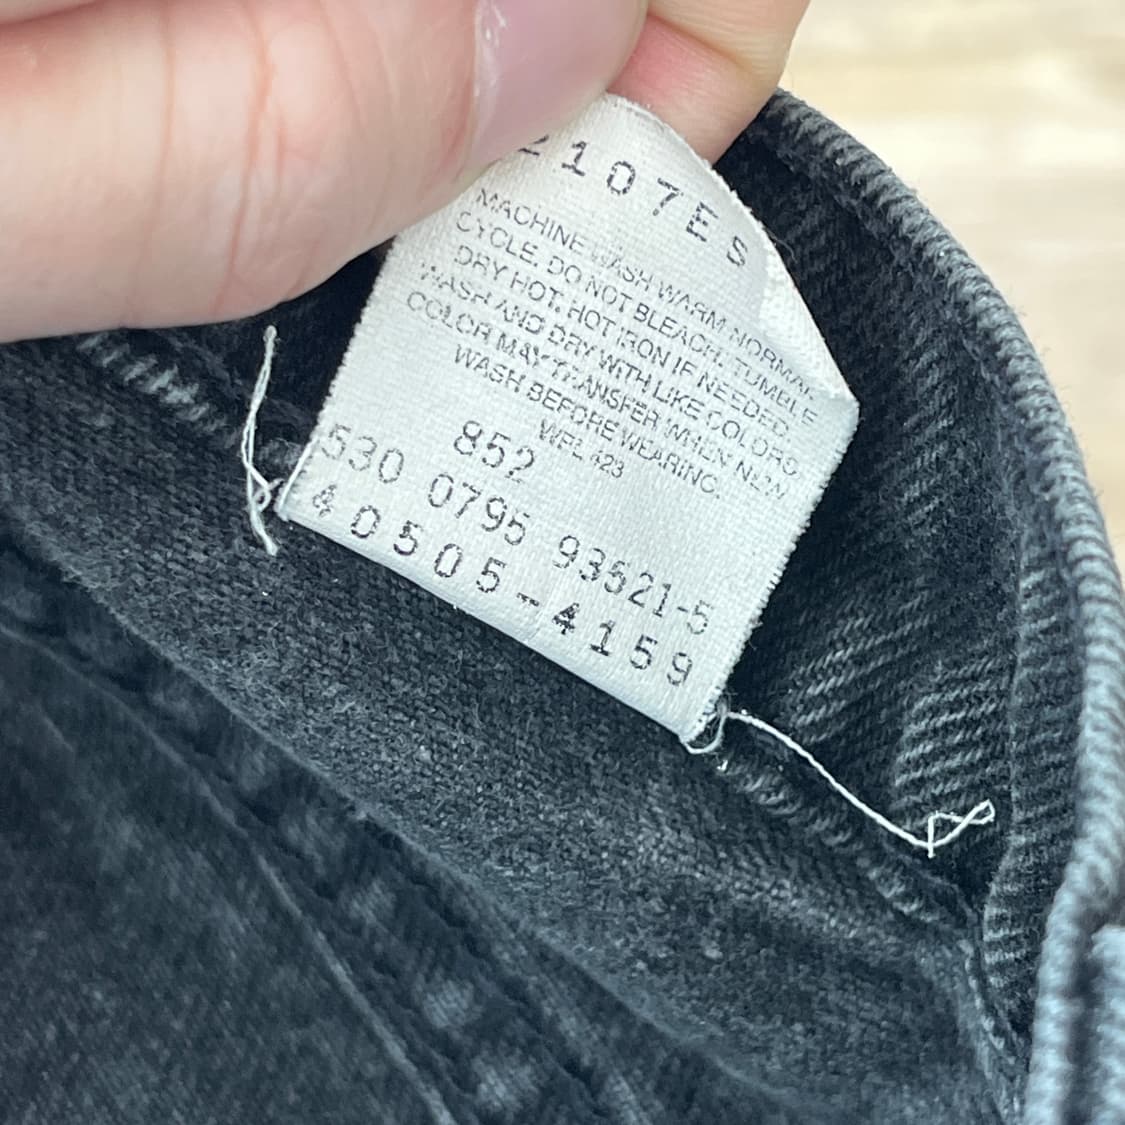 2107ES
MACHINE WASH WARM NORMAL
CYCLE. DO NOT BLEACH. TUMBLE
DRY HOT. HOT IRON IF NEEDED.
WASH AND DRY WITH LIKE COLORS.
COLOR MAY TRANSFER WHEN NEW
WASH BEFORE WEARING.
WPL 423
852
530 0795 93521-5
40505-4159